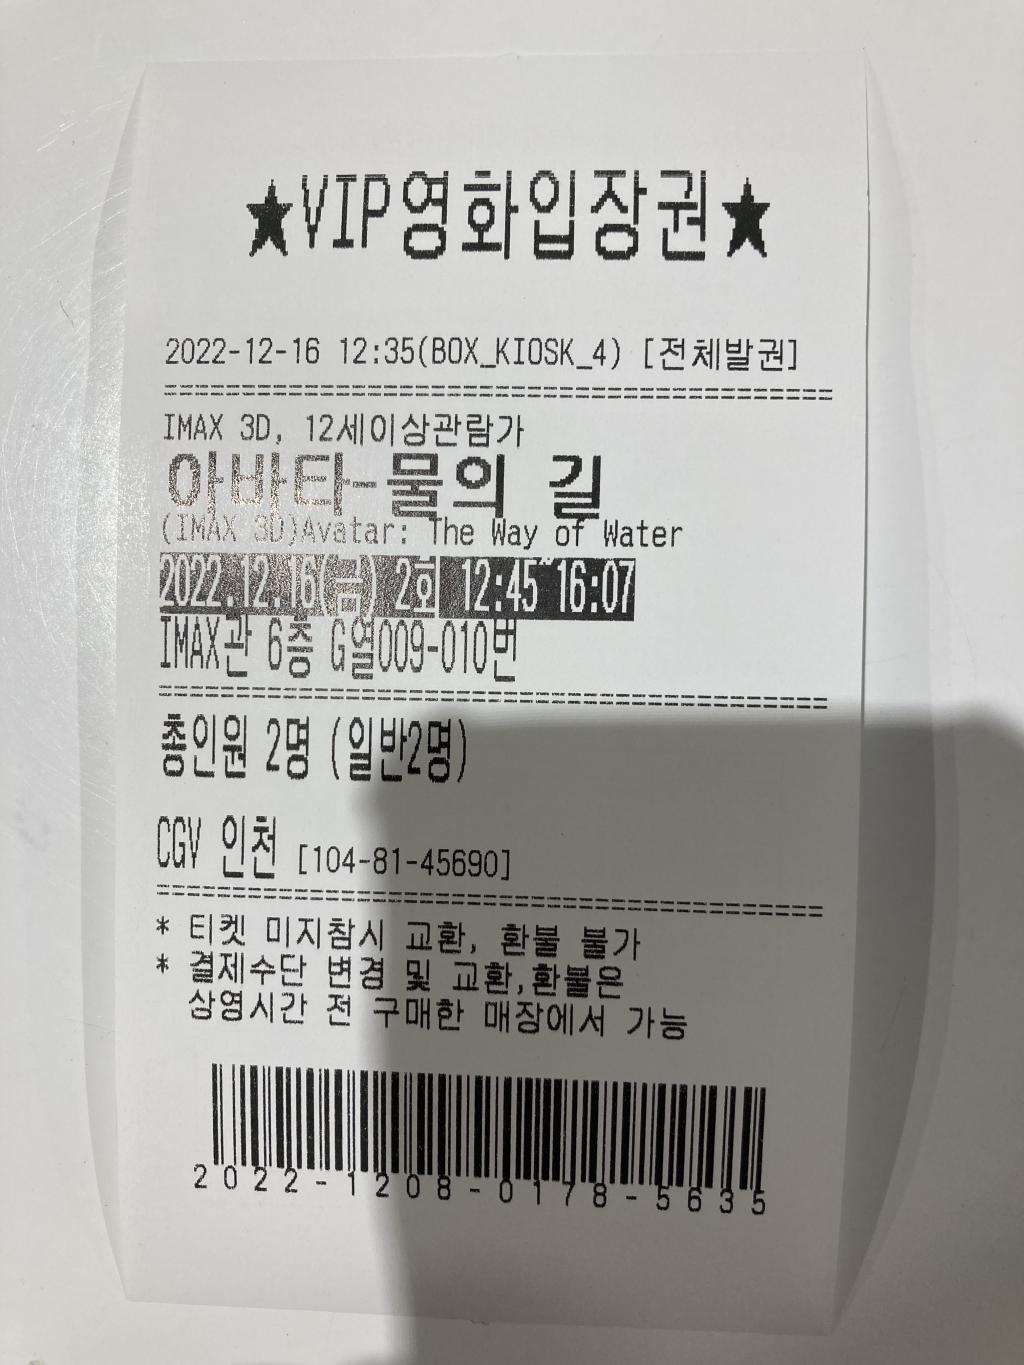 ★VIP영화입장권★
2022-12-16 12:35(BOX_KIOSK_4) [전체발권]
================================================
IMAX 3D, 12세이상관람가
아바타-물의 길
(IMAX 3D)Avatar: The Way of Water
2022.12.16(금) 2회 12:45~16:07
IMAX관 6층 G열009-010번
================================================
총인원 2명 (일반2명)
CGV 인천 [104-81-45690]
================================================
* 티켓 미지참시 교환, 환불 불가
* 결제수단 변경 및 교환,환불은
상영시간 전 구매한 매장에서 가능
2022-1208-0178-5635